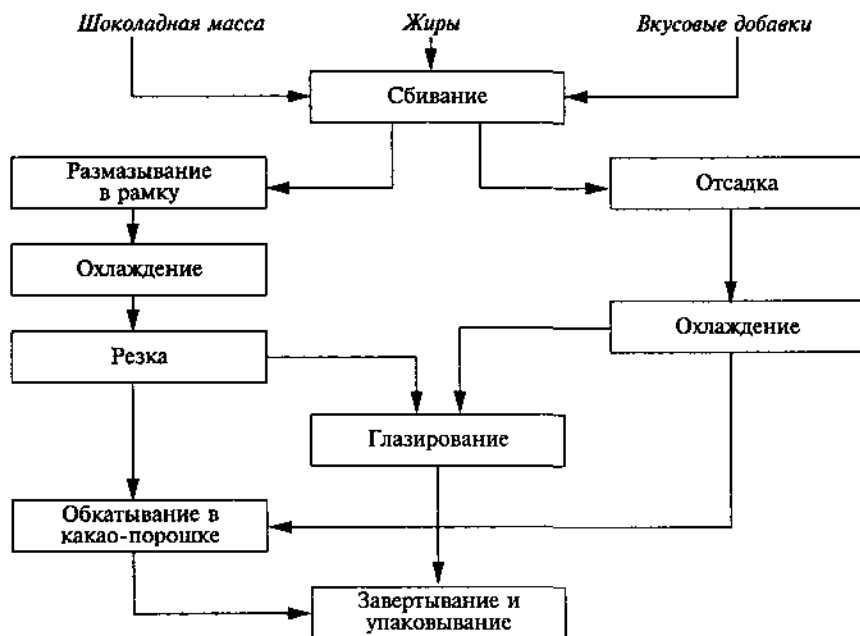 Шоколадная масса
Жиры
Вкусовые добавки
Сбивание
Размазывание
в рамку
Отсадка
Охлаждение
Охлаждение
Резка
Глазирование
Обкатывание в
какао-порошке
Завертывание и
упаковывание